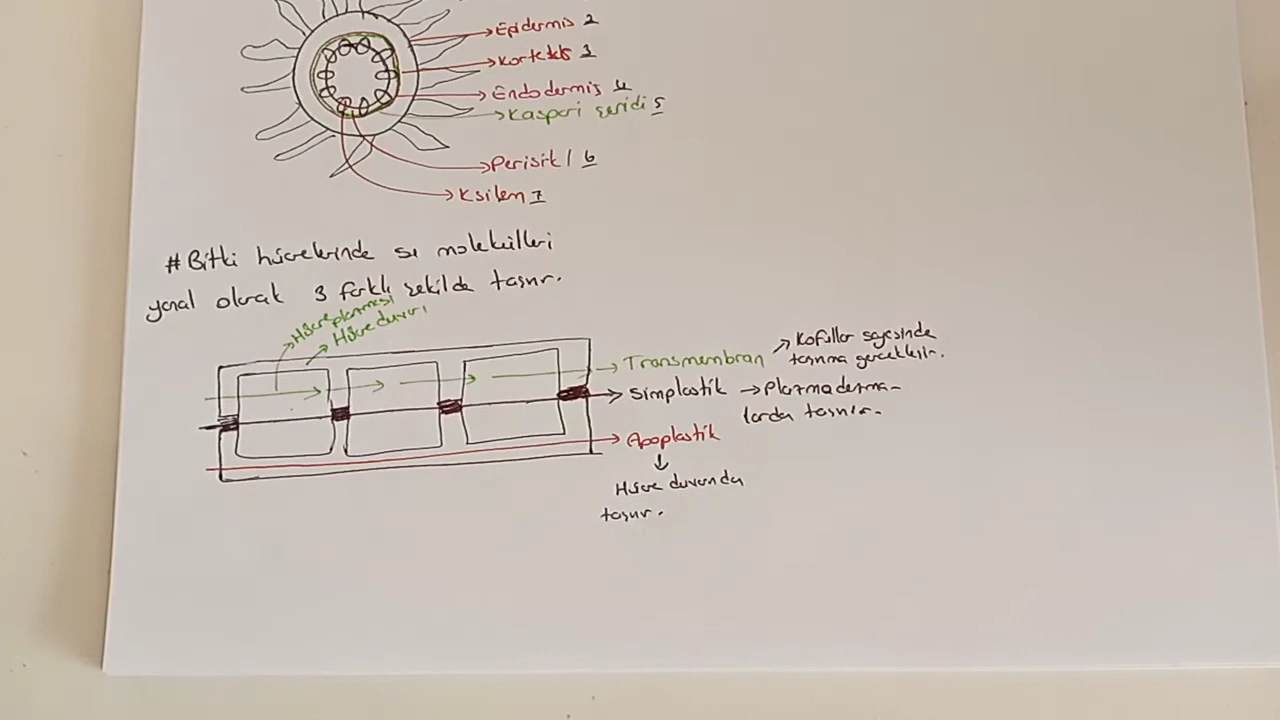 Epidermis 2
Korteks 3
Endodermis 4
Kaspari şeridi 5
Perisikl 6
Ksilem 7
#Bitki hücrelerinde su molekülleri
yanal olarak 3 farklı şekilde taşınır.
Hücre plazması
Hücre duvarı
Transmembran
Kofullar sayesinde
taşınma gerçekleşir.
Simplastik → Plazmadesma-
larda taşınır.
Apoplastik
Hücre duvarında
taşınır.